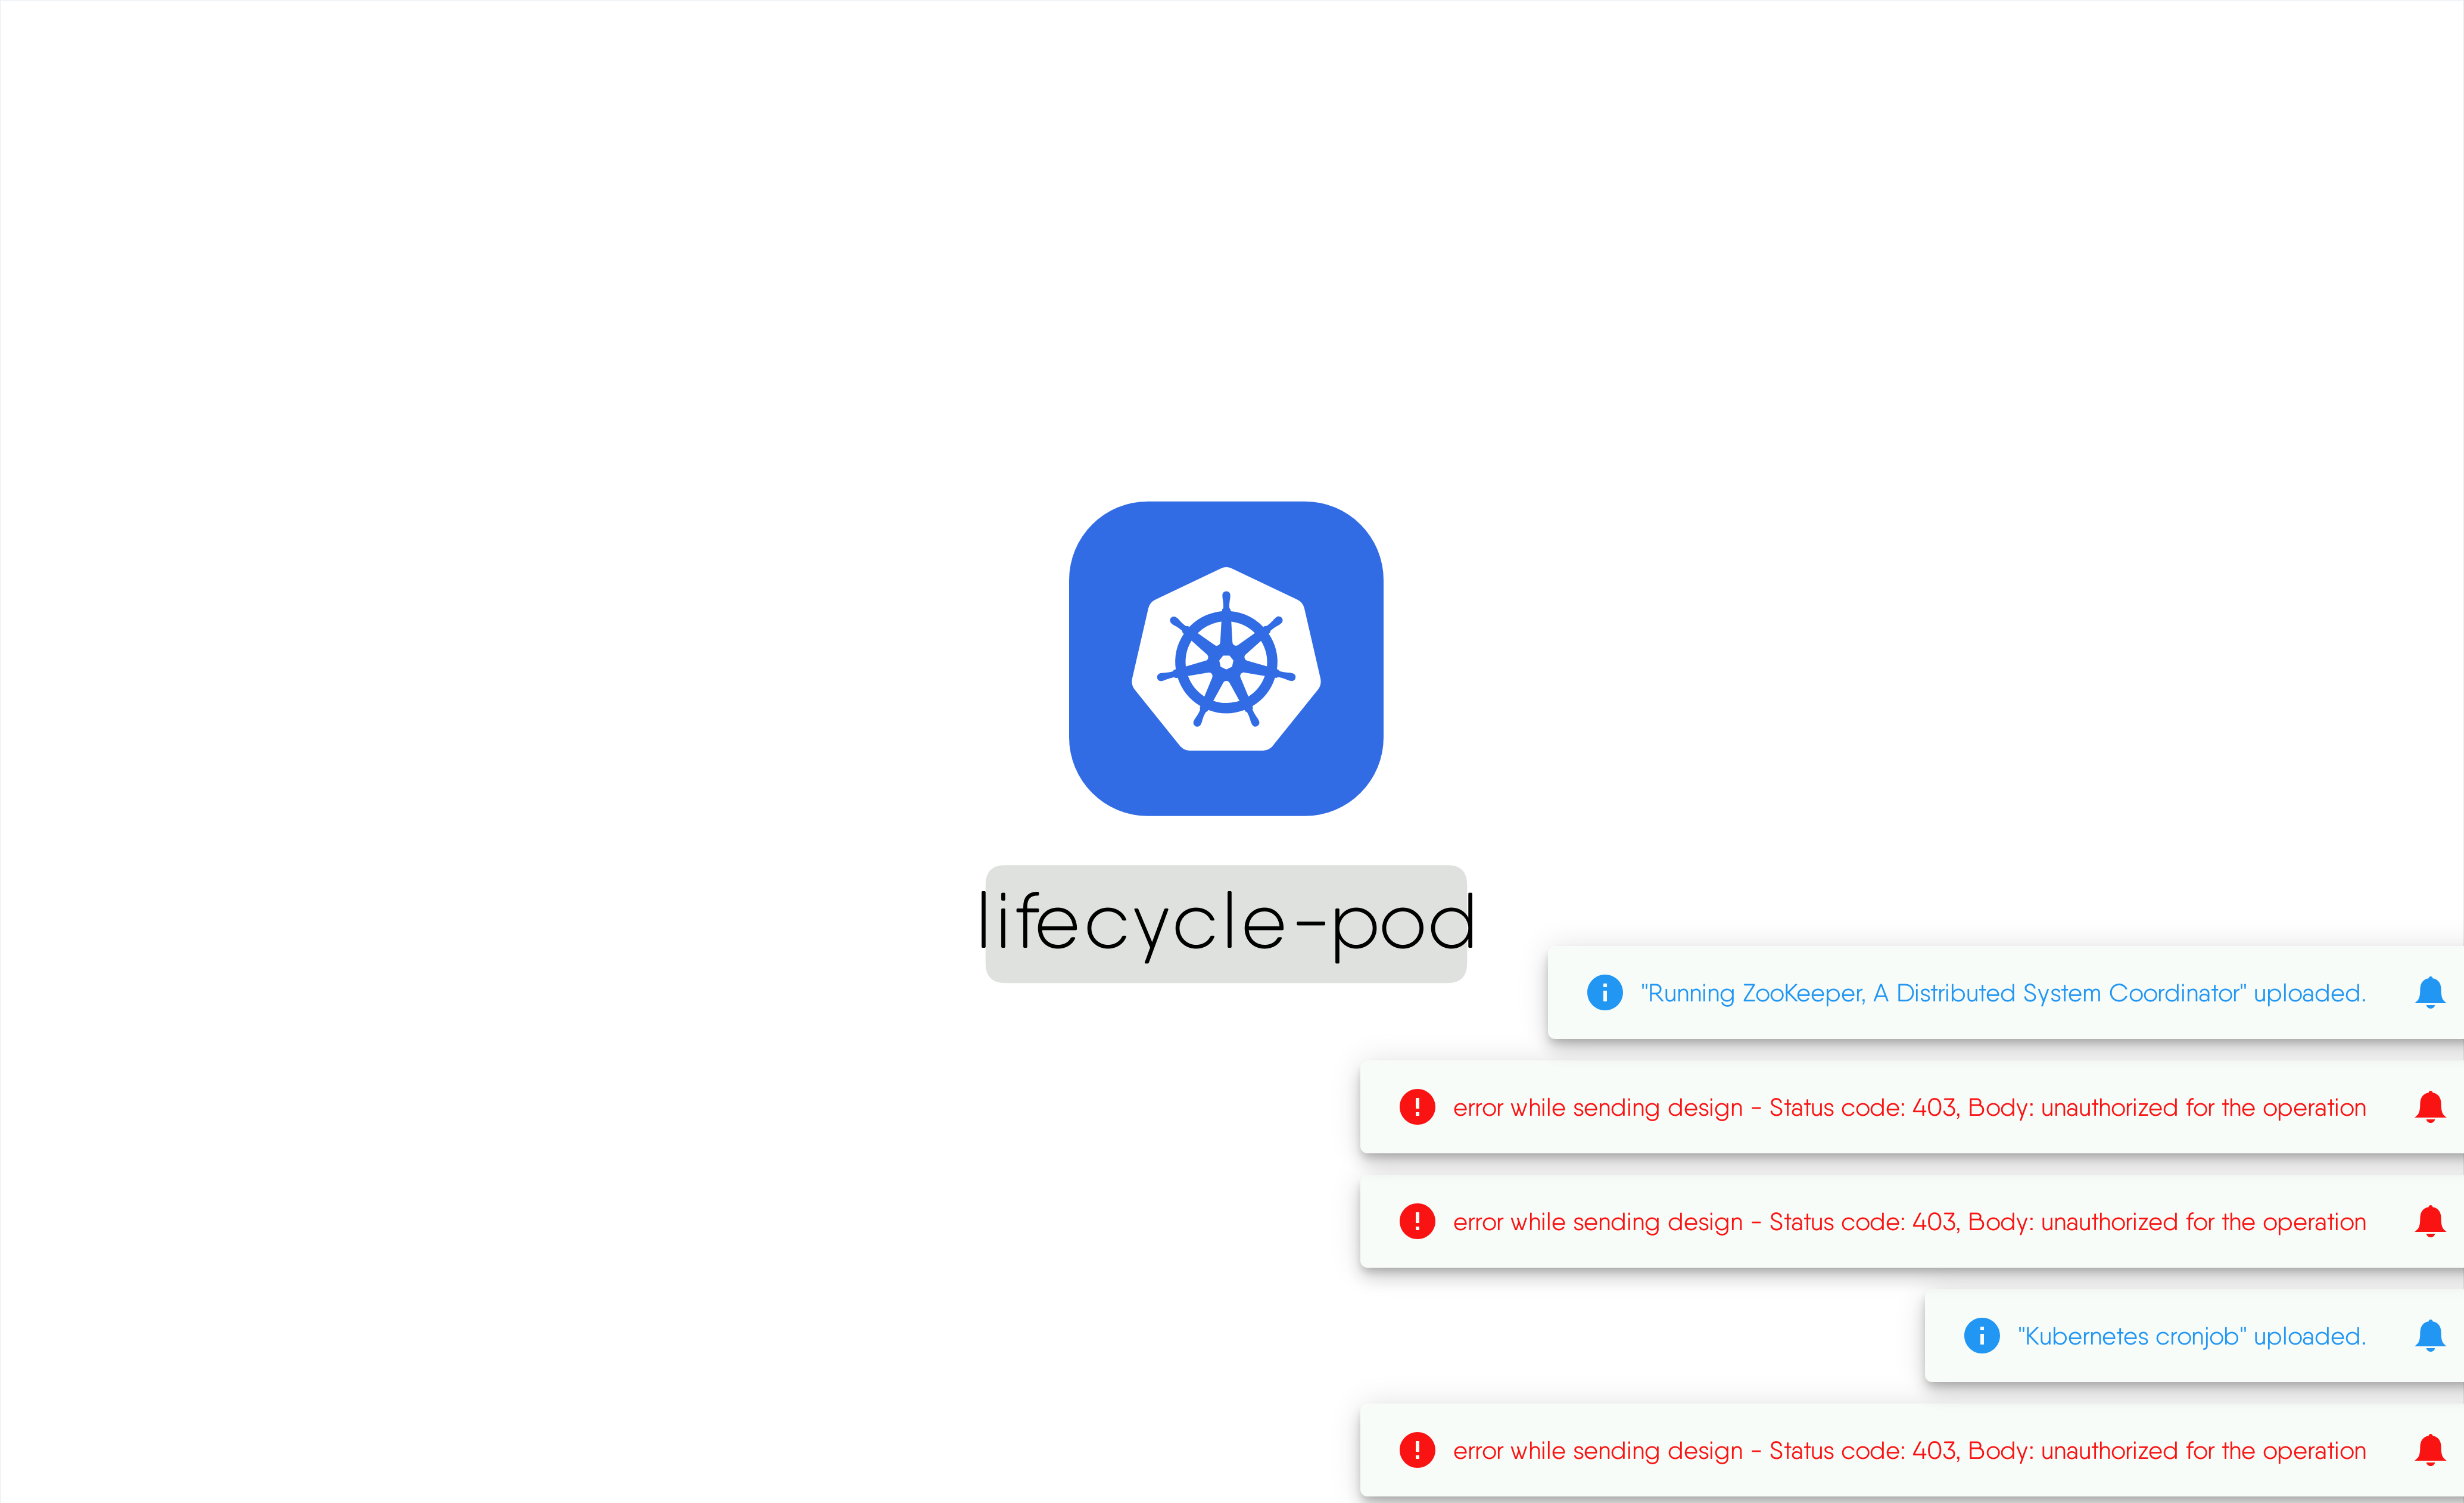 lifecycle-pod
"Running ZooKeeper, A Distributed System Coordinator" uploaded.
error while sending design - Status code: 403, Body: unauthorized for the operation
error while sending design - Status code: 403, Body: unauthorized for the operation
"Kubernetes cronjob" uploaded.
error while sending design - Status code: 403, Body: unauthorized for the operation